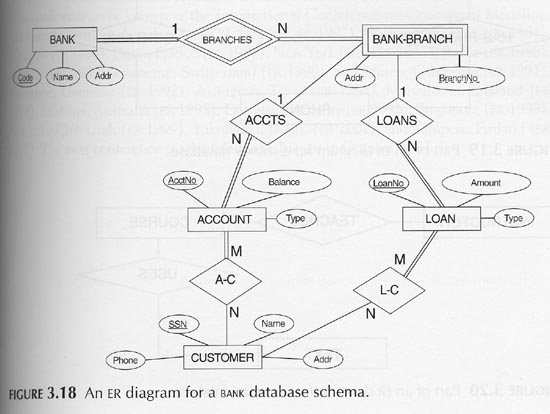 1 N
BANK BRANCHES BANK-BRANCH
Code Name Addr Addr BranchNo
1 1
ACCTS LOANS
N N
AcctNo Balance LoanNo Amount
ACCOUNT Type LOAN Type
M M
A-C L-C
N N
SSN Name
Phone CUSTOMER Addr
FIGURE 3.18 An ER diagram for a BANK database schema.